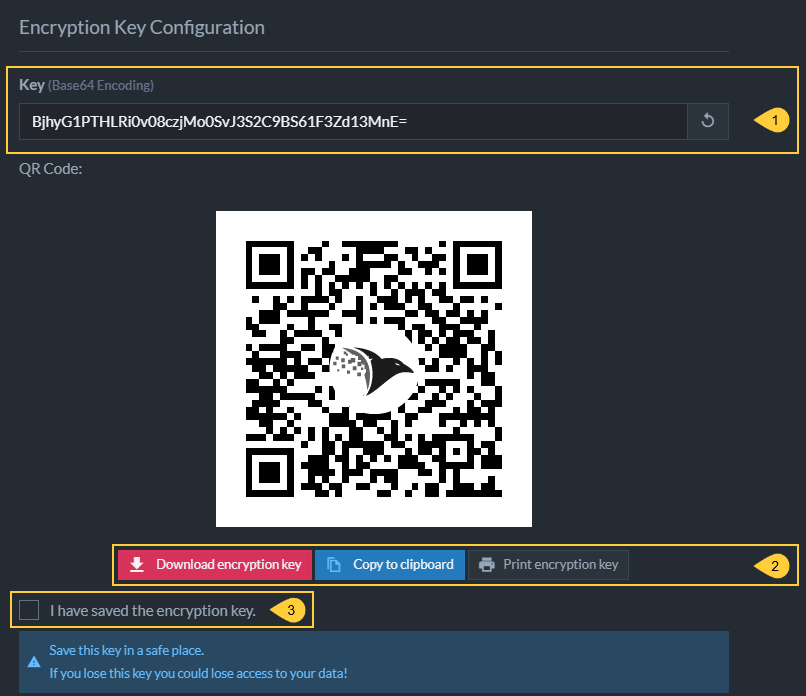 Encryption Key Configuration
Key (Base64 Encoding)
BjhyG1PTHLRi0v08czjMo0SvJ3S2C9BS61F3Zd13MnE=
1
QR Code:
Download encryption key
Copy to clipboard
Print encryption key
2
I have saved the encryption key.
3
Save this key in a safe place.
If you lose this key you could lose access to your data!